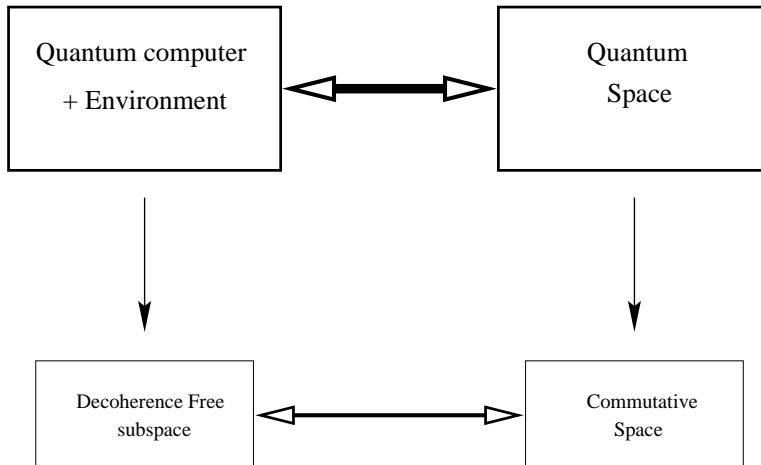 Quantum computer
+ Environment
Quantum
Space
Decoherence Free
subspace
Commutative
Space